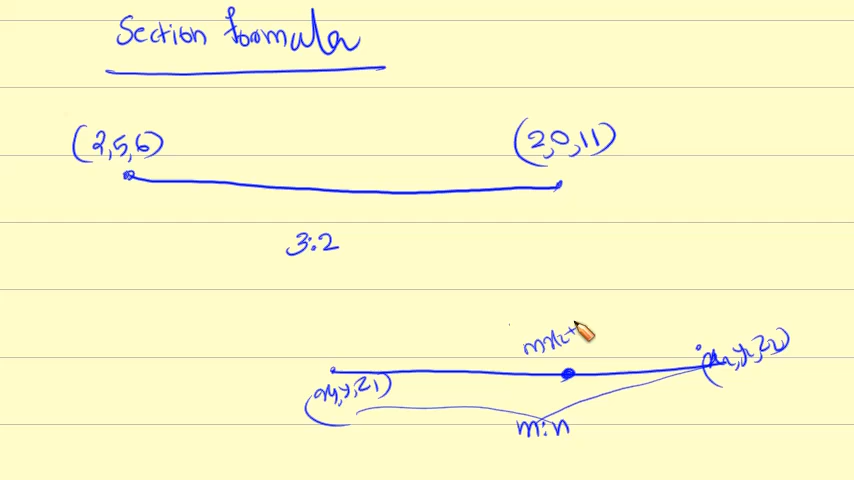 Section formula
(2,5,6) (2,0,11)
3:2
mx₂+
(x₂,y₂,z₂)
(x₁,y₁,z₁)
m:n